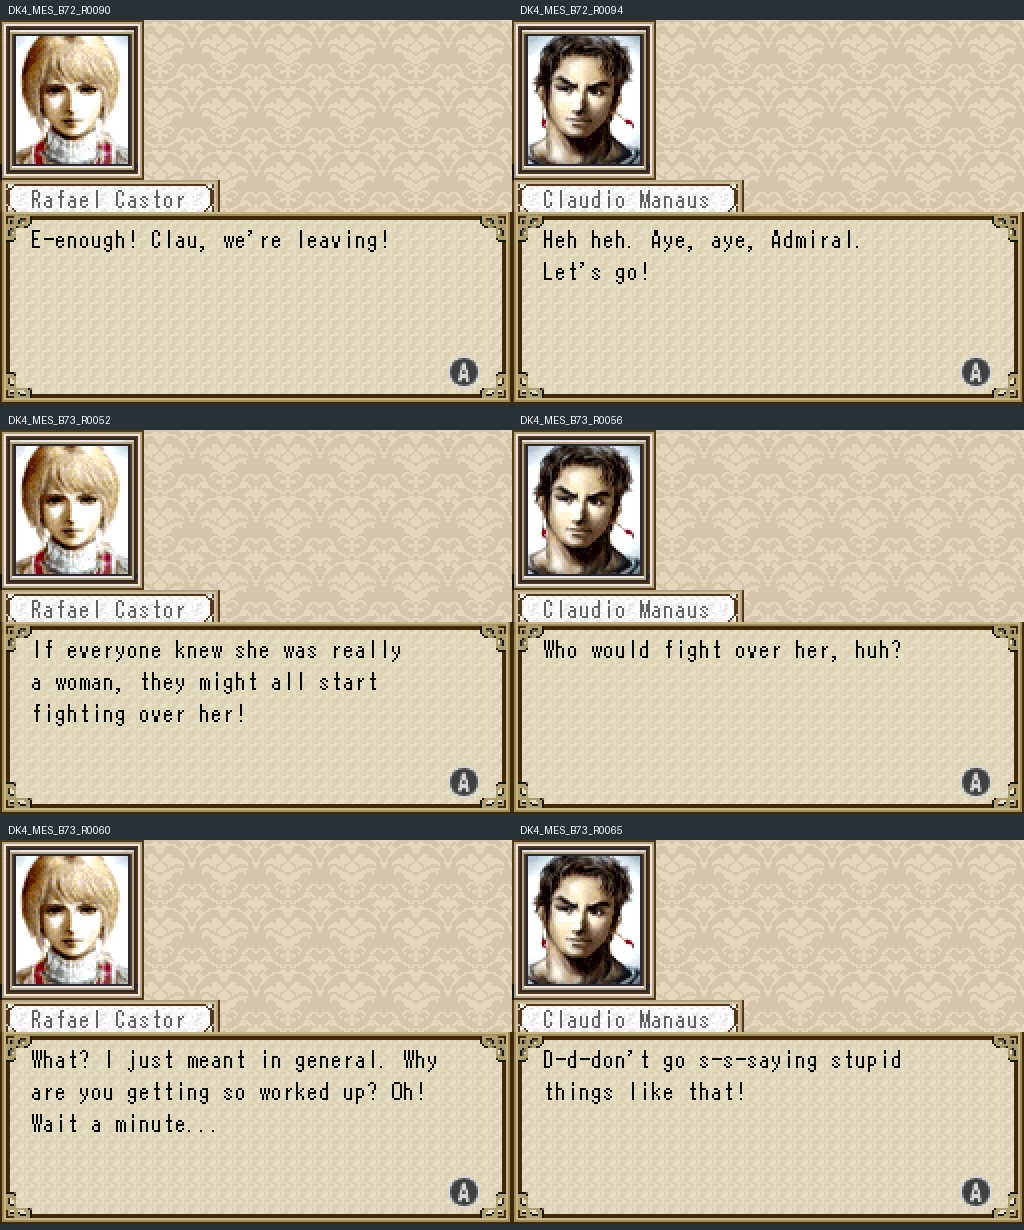 DK4_MES_B72_R0090
Rafael Castor
E-enough! Clau, we're leaving!
A
DK4_MES_B72_R0094
Claudio Manaus
Heh heh. Aye, aye, Admiral.
Let's go!
A
DK4_MES_B73_R0052
Rafael Castor
If everyone knew she was really
a woman, they might all start
fighting over her!
A
DK4_MES_B73_R0056
Claudio Manaus
Who would fight over her, huh?
A
DK4_MES_B73_R0060
Rafael Castor
What? I just meant in general. Why
are you getting so worked up? Oh!
Wait a minute...
A
DK4_MES_B73_R0065
Claudio Manaus
D-d-don't go s-s-saying stupid
things like that!
A